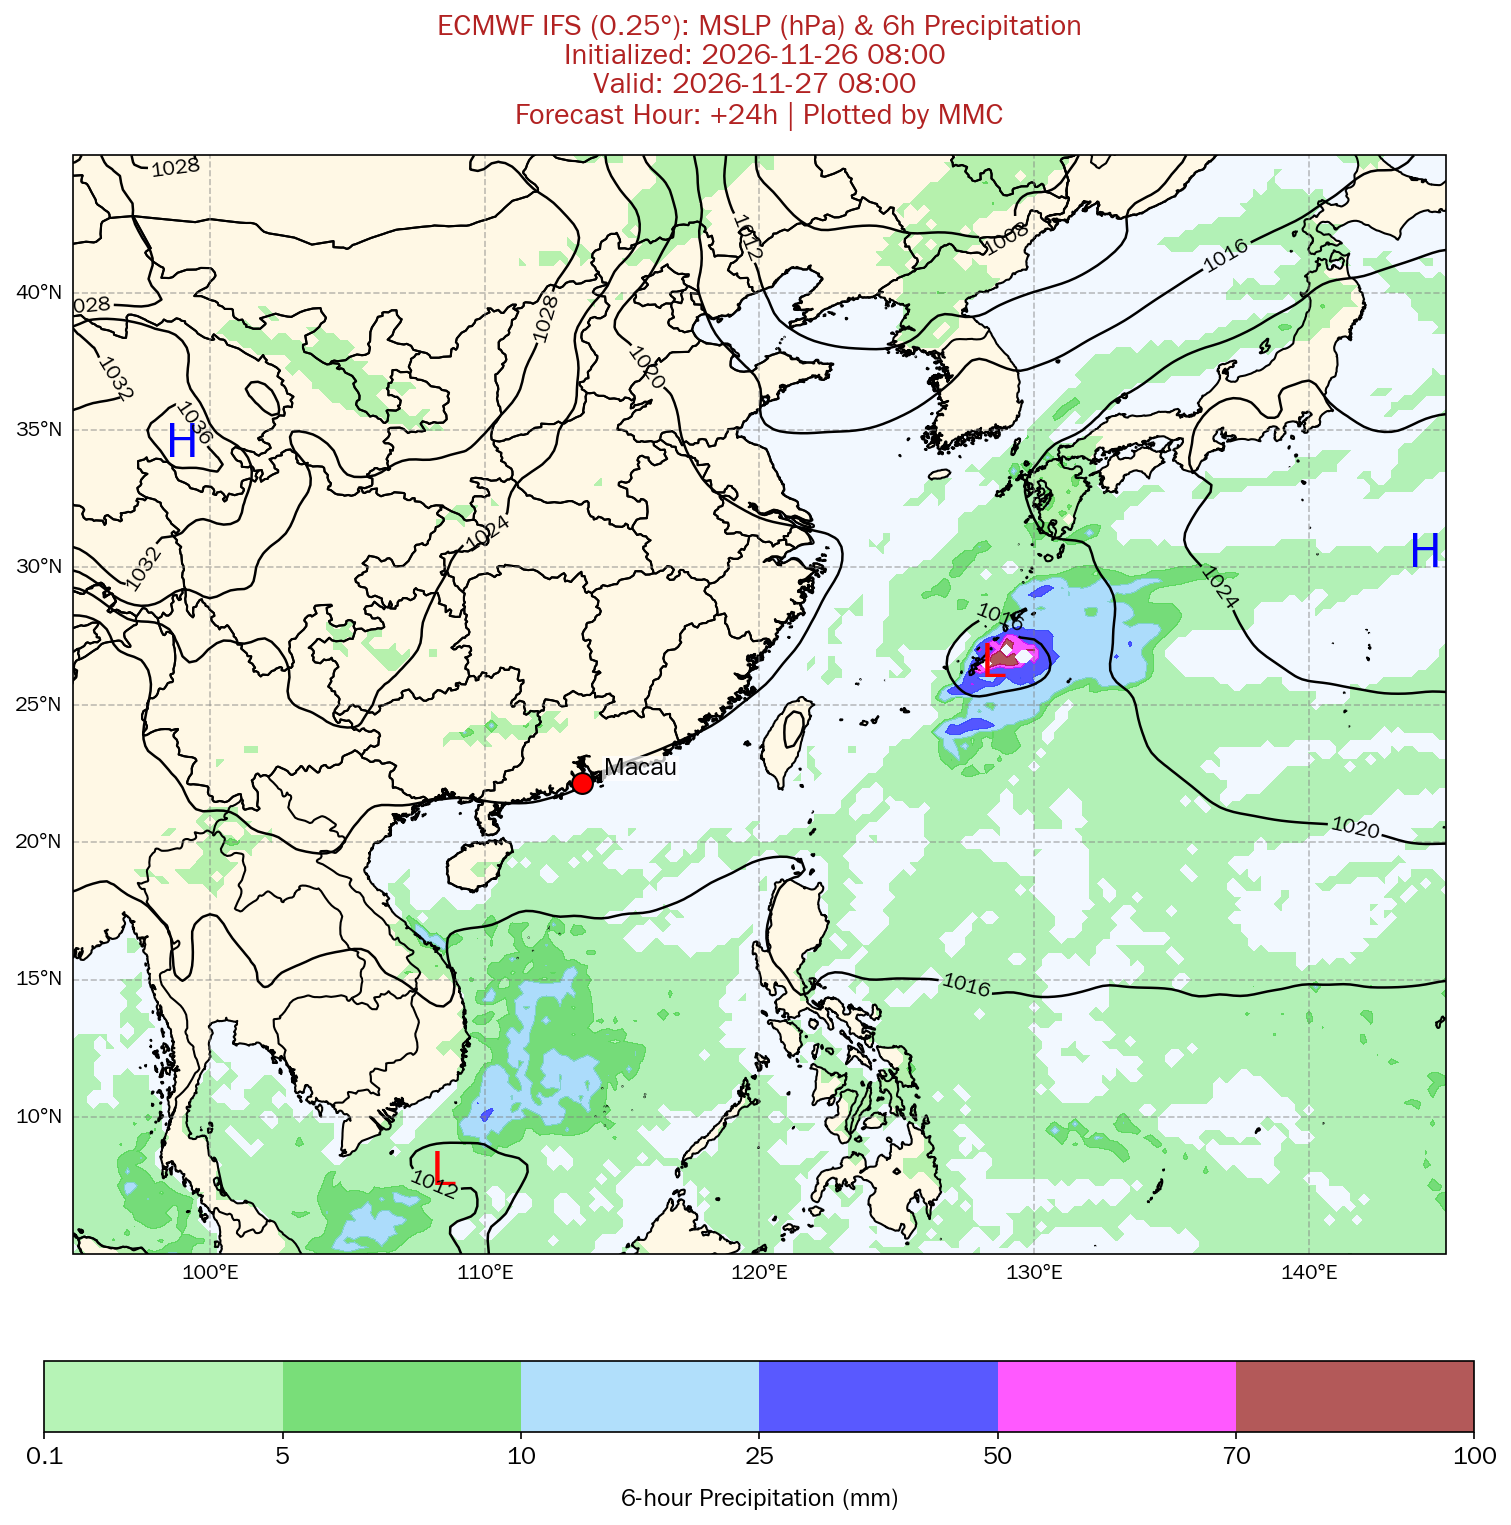 ECMWF IFS (0.25°): MSLP (hPa) & 6h Precipitation
Initialized: 2026-11-26 08:00
Valid: 2026-11-27 08:00
Forecast Hour: +24h | Plotted by MMC
1028
1012
1008
1016
40°N
028
1028
1032
1020
1036
H
35°N
1024
H
1032
30°N
1024
1016
L
25°N
Macau
1020
20°N
15°N
1016
10°N
L
1012
100°E 110°E 120°E 130°E 140°E
0.1 5 10 25 50 70 100
6-hour Precipitation (mm)